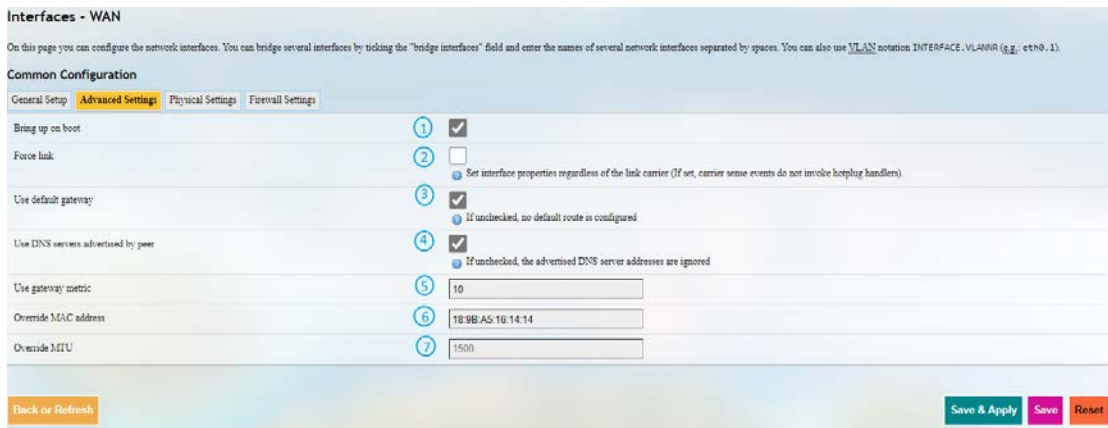 Interfaces - WAN
On this page you can configure the network interfaces. You can bridge several interfaces by ticking the "bridge interfaces" field and enter the names of several network interfaces separated by spaces. You can also use VLAN notation INTERFACE.VLANNR (e.g.: eth0.1).
Common Configuration
General Setup Advanced Settings Physical Settings Firewall Settings
Bring up on boot 1
Force link 2
Set interface properties regardless of the link carrier (If set, carrier sense events do not invoke hotplug handlers).
Use default gateway 3
If unchecked, no default route is configured
Use DNS servers advertised by peer 4
If unchecked, the advertised DNS server addresses are ignored
Use gateway metric 5 10
Override MAC address 6 18:9B:A5:16:14:14
Override MTU 7 1500
Back or Refresh Save & Apply Save Reset